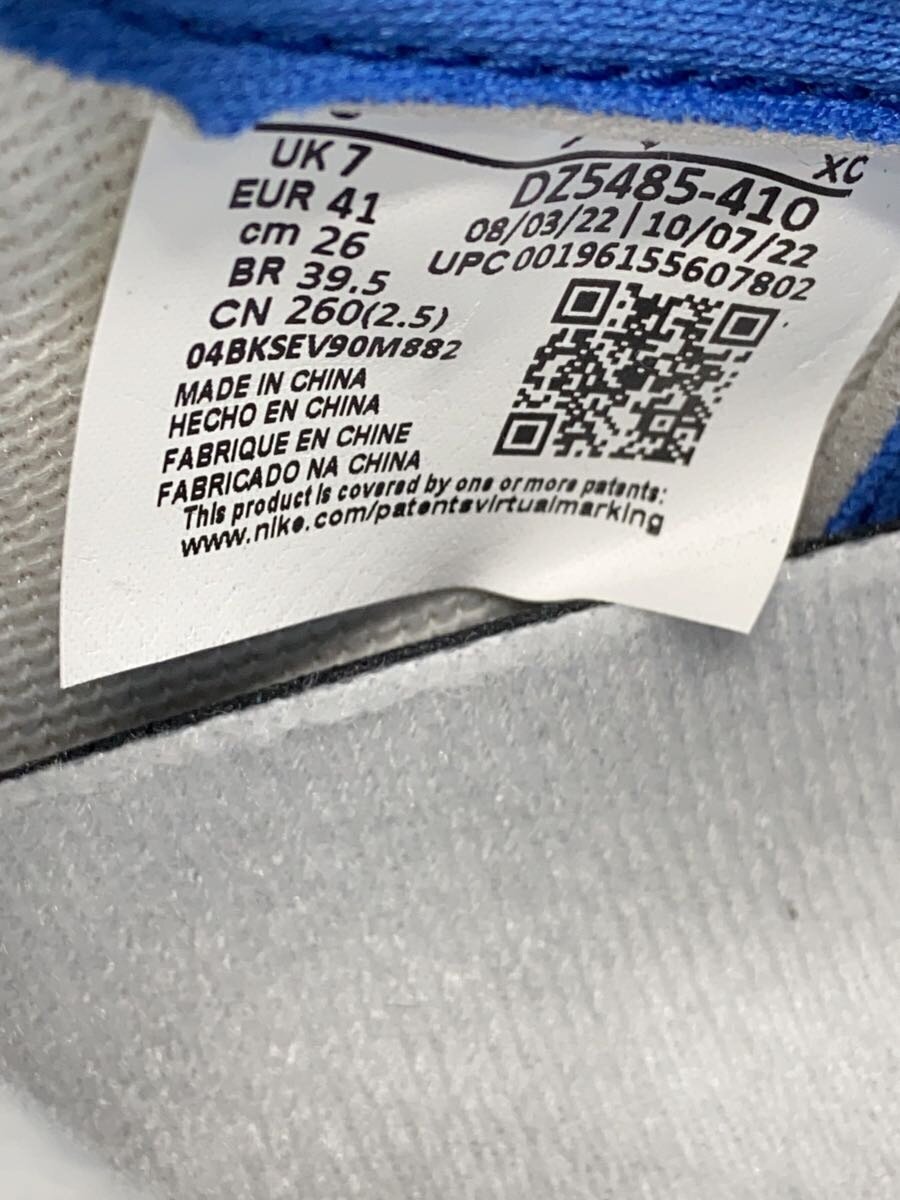 UK 7
EUR 41
cm 26
BR 39.5
CN 260(2.5)
04BKSEV90M882
MADE IN CHINA
HECHO EN CHINA
FABRIQUE EN CHINE
FABRICADO NA CHINA
XC
DZ5485-410
08/03/22 | 10/07/22
UPC 00196155607802
This product is covered by one or more patents:
www.nike.com/patentsvirtualmarking